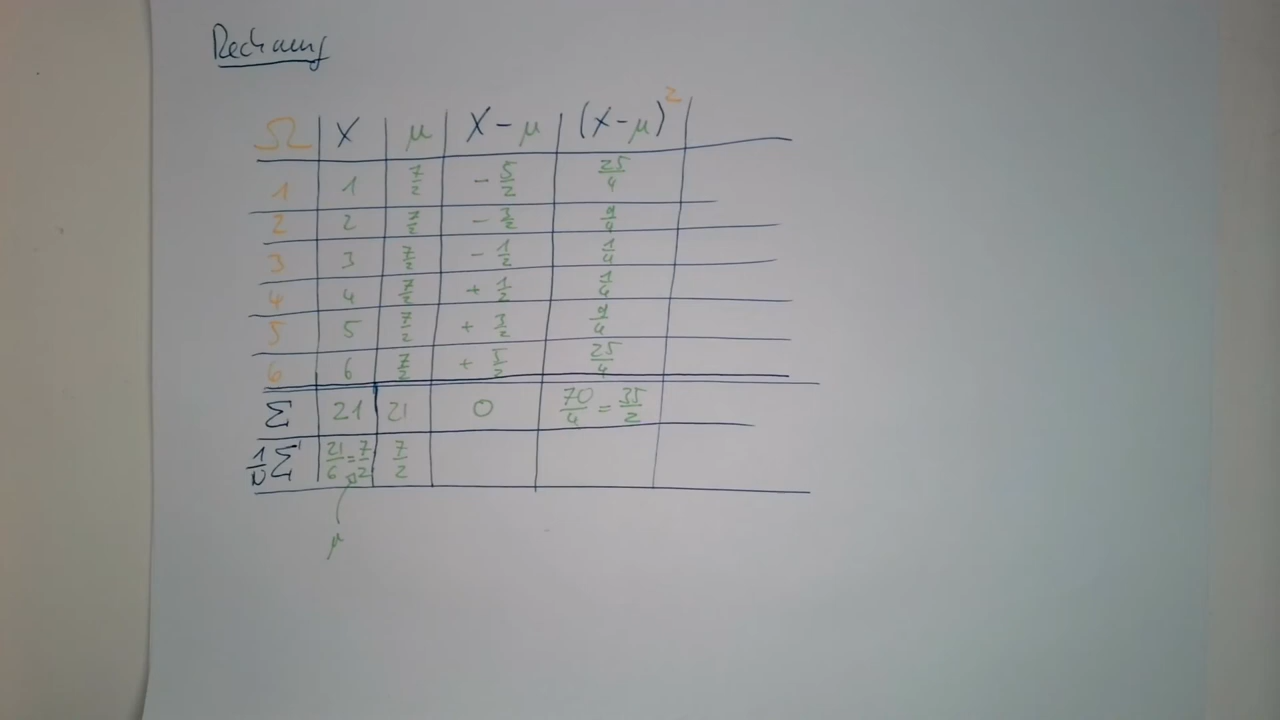 Rechnung
Ω X μ X - μ (X - μ)²
1 1 7/2 - 5/2 25/4
2 2 7/2 - 3/2 9/4
3 3 7/2 - 1/2 1/4
4 4 7/2 + 1/2 1/4
5 5 7/2 + 3/2 9/4
6 6 7/2 + 5/2 25/4
Σ 21 21 0 70/4 = 35/2
1/N Σ 21/6 = 7/2 7/2
μ